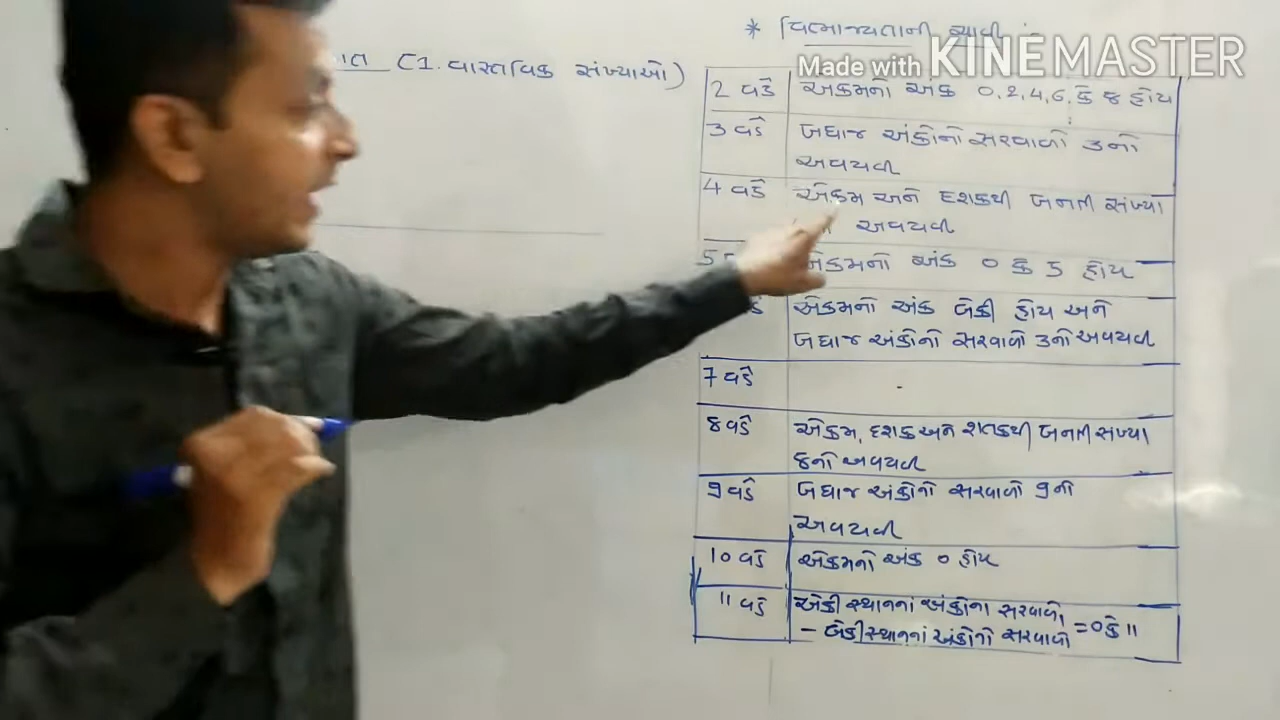 * વિભાજ્યતાની ચાવી :
Made with KINEMASTER
ાત (1. વાસ્તવિક સંખ્યાઓ)
2 વડે એકમનો અંક 0, 2, 4, 6, કે 8 હોય
3 વડે બધાજ અંકોનો સરવાળો 3નો
અવયવી
4 વડે એકમ અને દશકથી બનતી સંખ્યા
અવયવી
5 એકમનો અંક 0 કે 5 હોય
એકમનો અંક બેકી હોય અને
બધાજ અંકોનો સરવાળો 3નો અવયવી
7 વડે
8 વડે એકમ, દશક અને શતકથી બનતી સંખ્યા
8નો અવયવી
9 વડે બધાજ અંકોનો સરવાળો 9નો
અવયવી
10 વડે એકમનો અંક 0 હોય
11 વડે એકી સ્થાનનાં અંકોના સરવાળો
- બેકી સ્થાનનાં અંકોનો સરવાળો = 0 કે 11